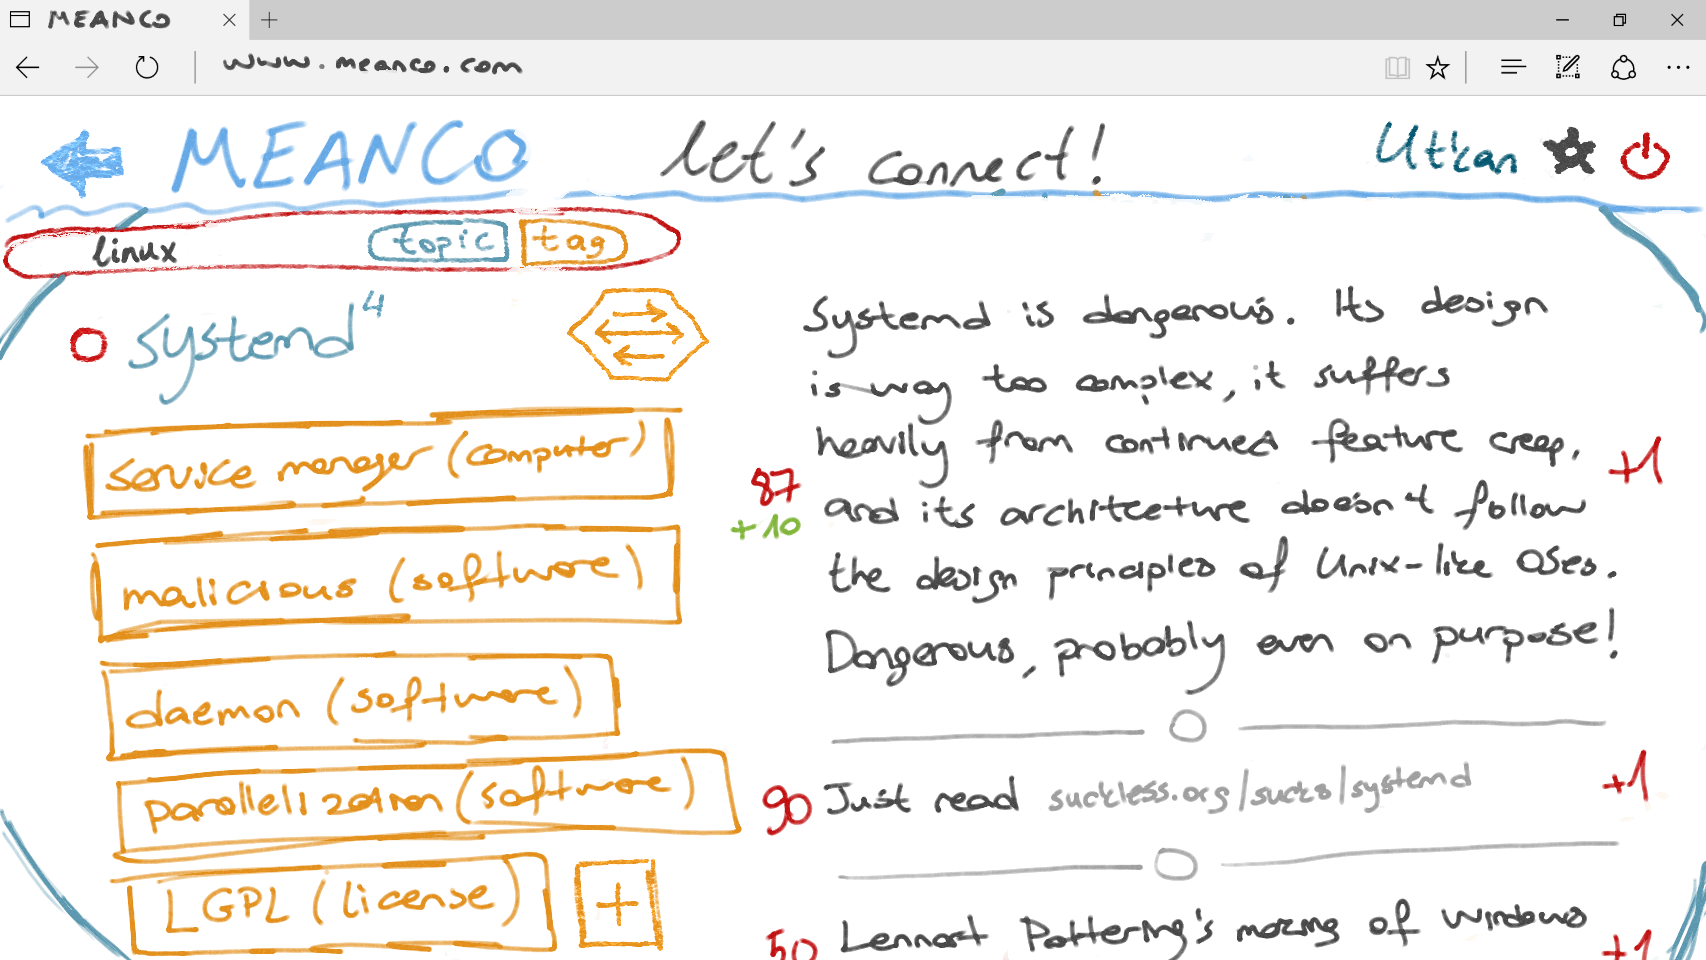 MEANCO
www.meanco.com
MEANCO let's connect! Utkan
linux topic tag
systemd 4
service manager (computer)
malicious (software)
daemon (software)
parallelization (software)
LGPL (license) +
Systemd is dangerous. Its design
is way too complex, it suffers
heavily from continued feature creep,
and its architecture doesn't follow
the design principles of Unix-like OSes.
Dangerous, probably even on purpose!
87
+10
+1
90 Just read suckless.org/sucks/systemd +1
50 Lennart Pottering's of windows +1